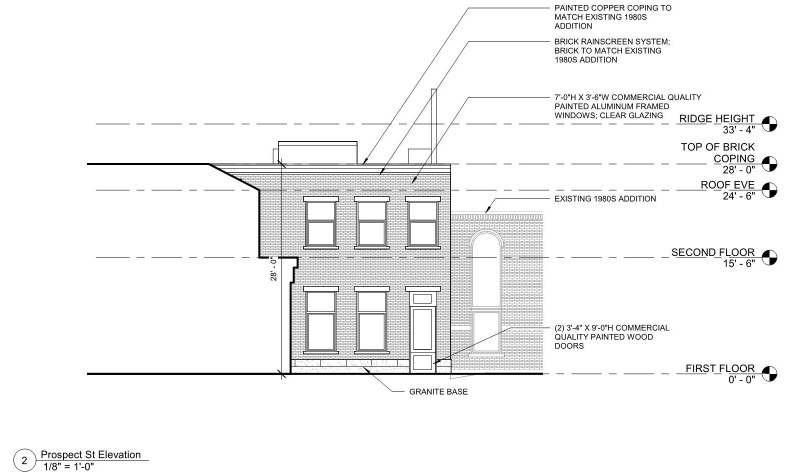 PAINTED COPPER COPING TO
MATCH EXISTING 1980S
ADDITION
BRICK RAINSCREEN SYSTEM;
BRICK TO MATCH EXISTING
1980S ADDITION
7'-0"H X 3'-6"W COMMERCIAL QUALITY
PAINTED ALUMINUM FRAMED
WINDOWS; CLEAR GLAZING
RIDGE HEIGHT
33' - 4"
TOP OF BRICK
COPING
28' - 0"
ROOF EVE
24' - 6"
EXISTING 1980S ADDITION
SECOND FLOOR
15' - 6"
28' - 0"
(2) 3'-4" X 9'-0"H COMMERCIAL
QUALITY PAINTED WOOD
DOORS
FIRST FLOOR
0' - 0"
GRANITE BASE
2
Prospect St Elevation
1/8" = 1'-0"